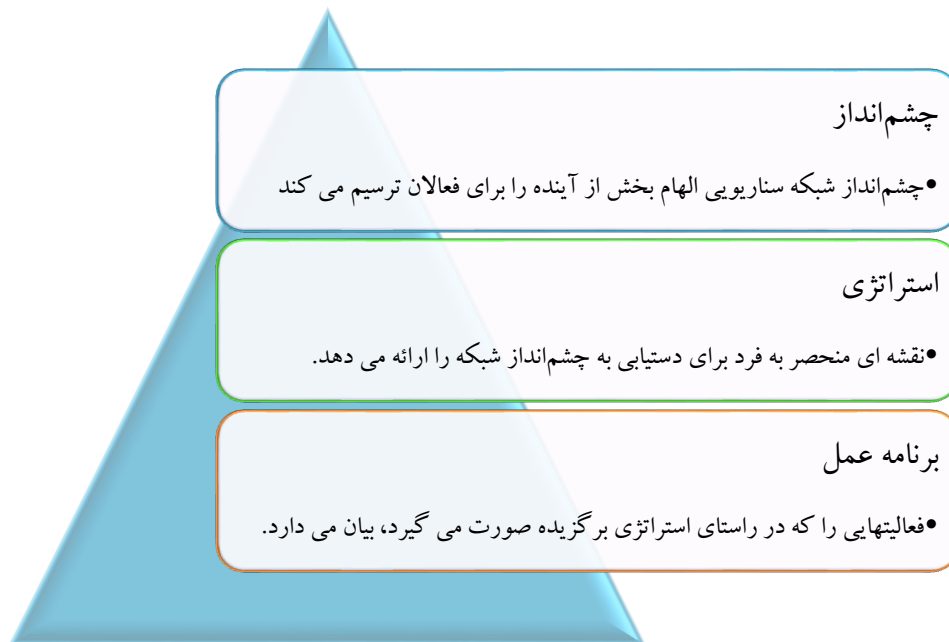 چشم‌انداز
•چشم‌انداز شبکه سناریویی الهام بخش از آینده را برای فعالان ترسیم می کند
استراتژی
•نقشه ای منحصر به فرد برای دستیابی به چشم‌انداز شبکه را ارائه می دهد.
برنامه عمل
•فعالیتهایی را که در راستای استراتژی برگزیده صورت می گیرد، بیان می دارد.